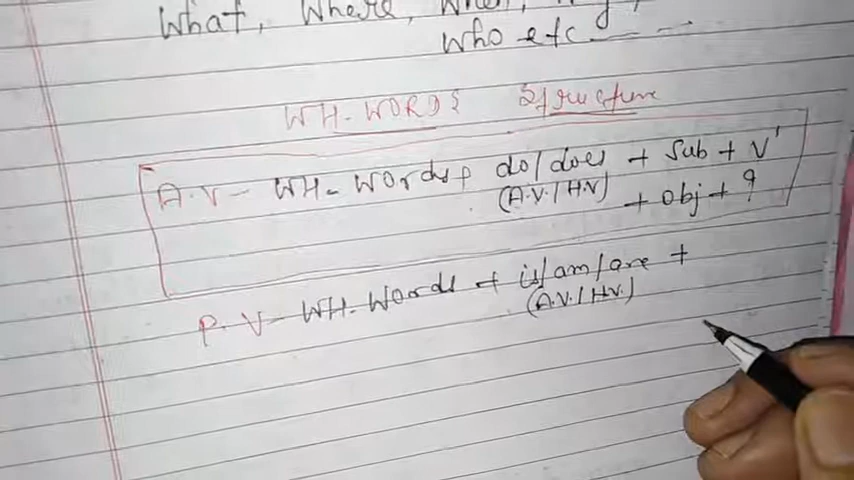 What, Where, When,
Who etc
WH-WORDS Structure
A.V - WH-Words+ do/does + Sub + V¹
(A.V./H.V) + obj + ?
P.V - WH-Words + is/am/are +
(A.V./H.V.)